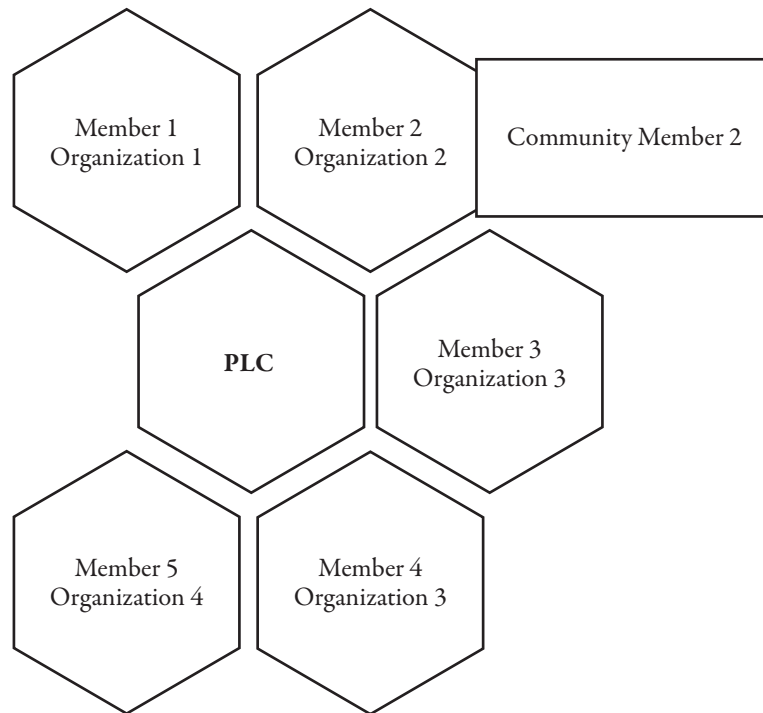 Member 1
Organization 1
Member 2
Organization 2
Community Member 2
PLC
Member 3
Organization 3
Member 5
Organization 4
Member 4
Organization 3